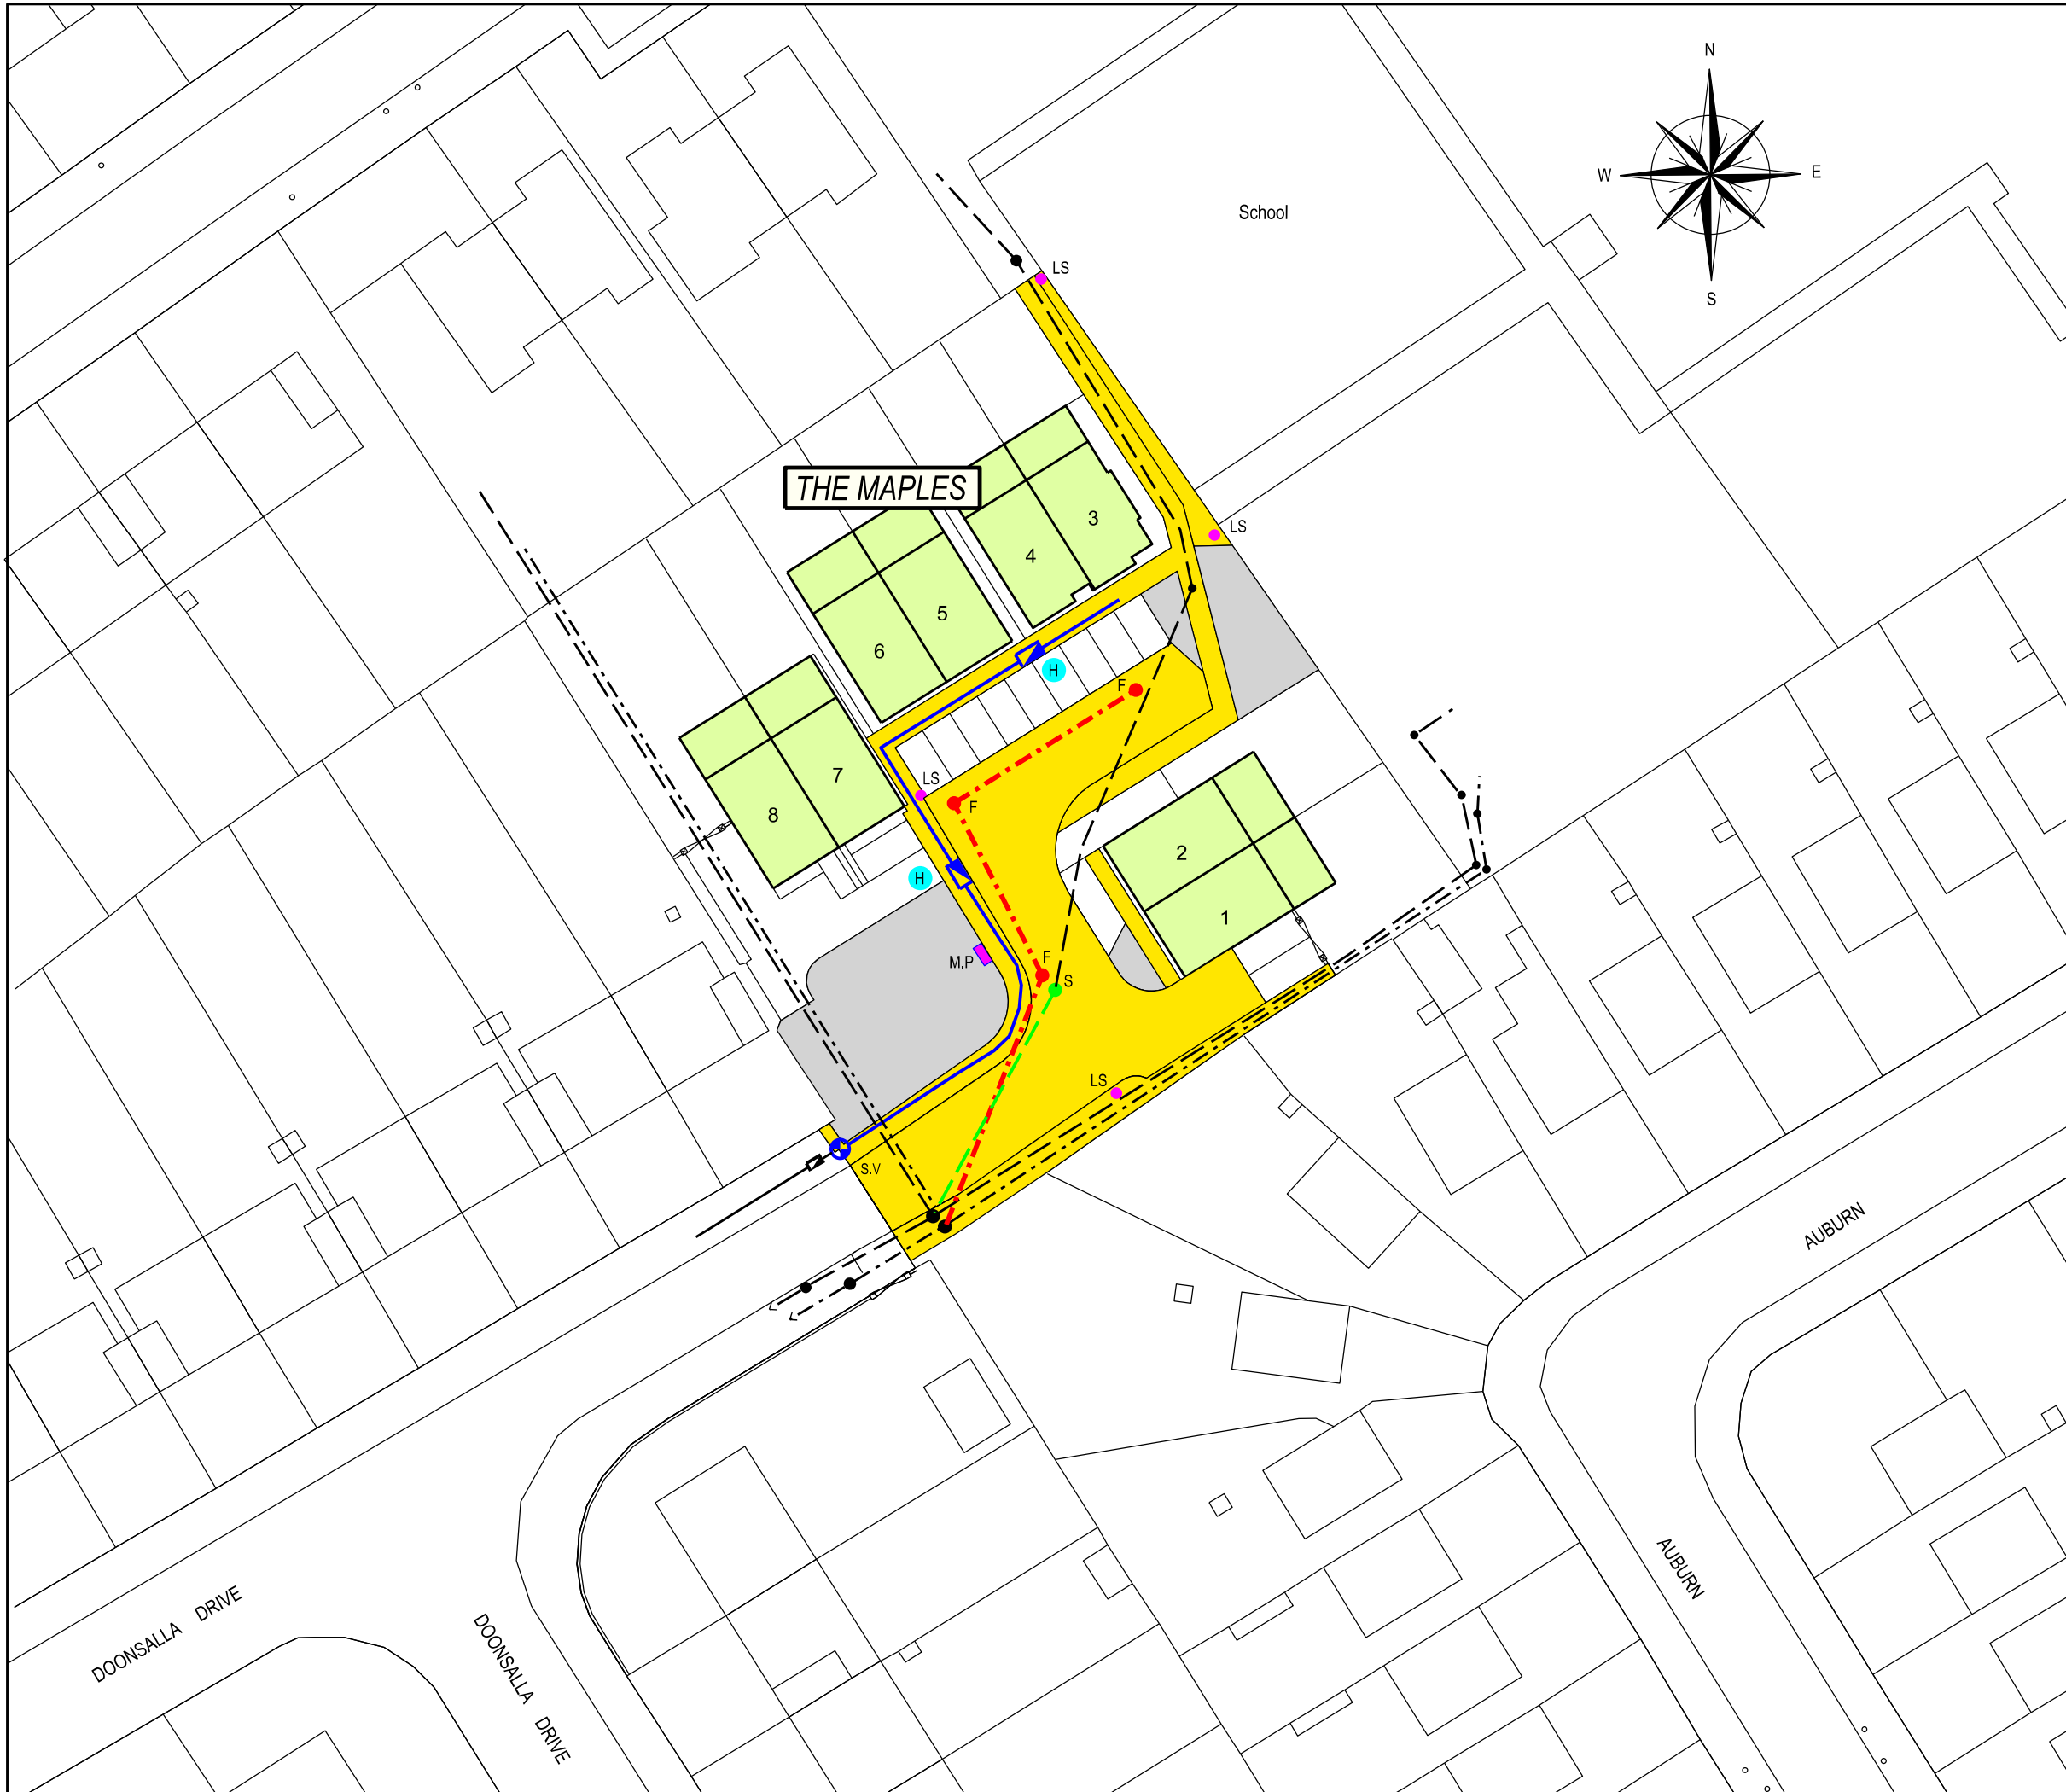 N
W
E
S
School
LS
LS
THE MAPLES
3
4
5
6
7
8
H
F
LS
F
H
2
1
M.P
F
S
LS
S.V
AUBURN
AUBURN
DOONSALLA DRIVE
DOONSALLA DRIVE